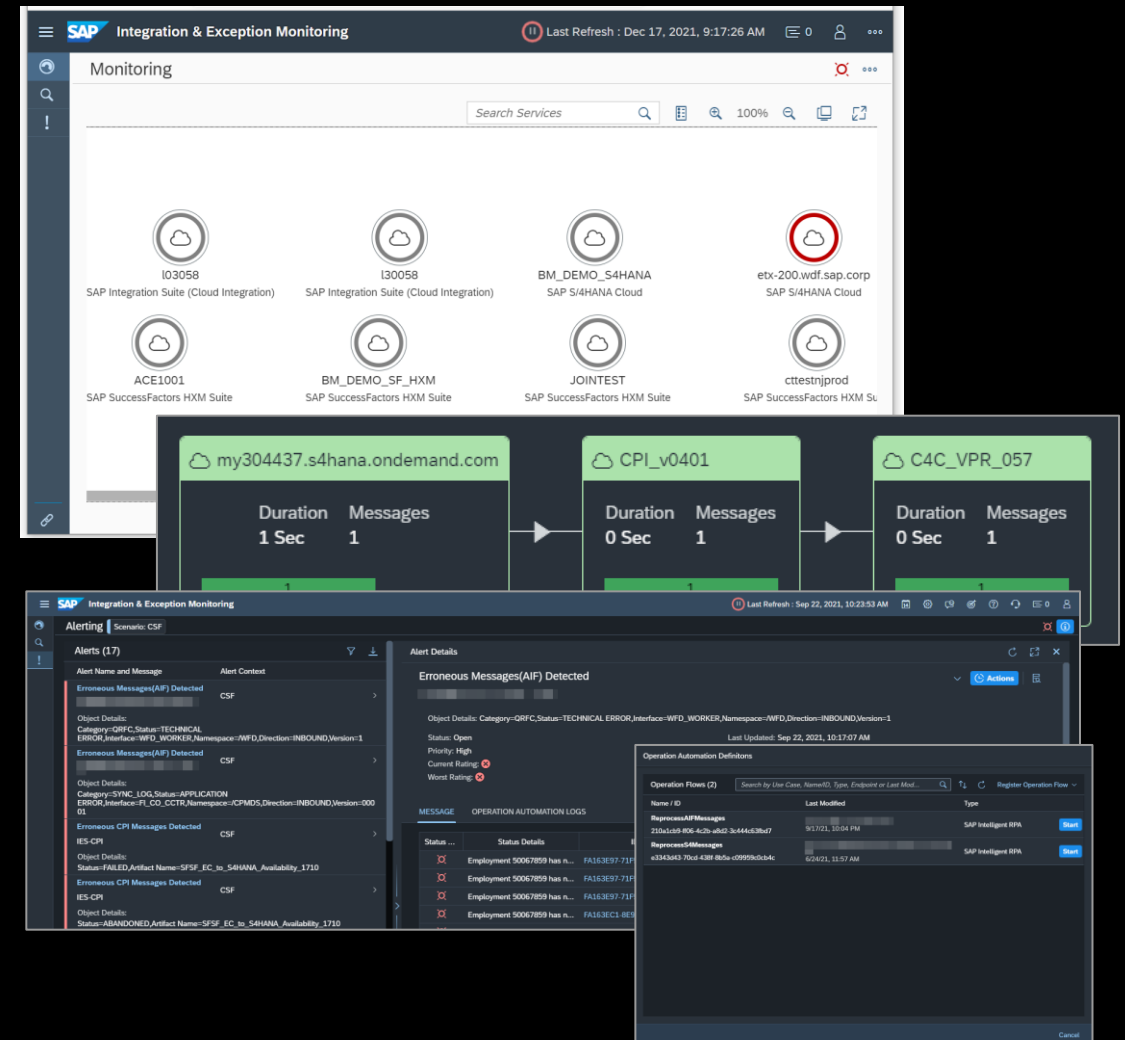 SAP Integration & Exception Monitoring
Last Refresh : Dec 17, 2021, 9:17:26 AM
0
Monitoring
Search Services
100%
l03058
SAP Integration Suite (Cloud Integration)
l30058
SAP Integration Suite (Cloud Integration)
BM_DEMO_S4HANA
SAP S/4HANA Cloud
etx-200.wdf.sap.corp
SAP S/4HANA Cloud
ACE1001
SAP SuccessFactors HXM Suite
BM_DEMO_SF_HXM
SAP SuccessFactors HXM Suite
JOINTEST
SAP SuccessFactors HXM Suite
cttestnjprod
SAP SuccessFactors HXM Su
my304437.s4hana.ondemand.com
Duration Messages
1 Sec 1
1
CPI_v0401
Duration Messages
0 Sec 1
1
C4C_VPR_057
Duration Messages
0 Sec 1
1
SAP Integration & Exception Monitoring
Last Refresh : Sep 22, 2021, 10:23:53 AM
0
Alerting Scenario: CSF
Alerts (17)
Alert Name and Message Alert Context
Erroneous Messages(AIF) Detected
CSF
Object Details:
Category=QRFC,Status=TECHNICAL
ERROR,Interface=WFD_WORKER,Namespace=/WFD,Direction=INBOUND,Version=1
Erroneous Messages(AIF) Detected
CSF
Object Details:
Category=SYNC_LOG,Status=APPLICATION
ERROR,Interface=FI_CO_CCTR,Namespace=/CPMDS,Direction=INBOUND,Version=000
01
Erroneous CPI Messages Detected
CSF
IES-CPI
Object Details:
Status=FAILED,Artifact Name=SFSF_EC_to_S4HANA_Availability_1710
Erroneous CPI Messages Detected
CSF
IES-CPI
Object Details:
Status=ABANDONED,Artifact Name=SFSF_EC_to_S4HANA_Availability_1710
Alert Details
Erroneous Messages(AIF) Detected
Actions
Object Details: Category=QRFC,Status=TECHNICAL ERROR,Interface=WFD_WORKER,Namespace=/WFD,Direction=INBOUND,Version=1
Status: Open
Last Updated: Sep 22, 2021, 10:17:07 AM
Priority: High
Current Rating:
Worst Rating:
MESSAGE OPERATION AUTOMATION LOGS
Status ... Status Details
Employment 50067859 has n... FA163E97-71F
Employment 50067859 has n... FA163E97-71F
Employment 50067859 has n... FA163E97-71F
Employment 50067859 has n... FA163EC1-8E9
Operation Automation Definitons
Operation Flows (2)
Search by Use Case, Name/ID, Type, Endpoint or Last Mod...
Register Operation Flow
Name / ID Last Modified Type
ReprocessAIFMessages
210a1cb9-ff06-4c2b-a8d2-3c444c63fbd7
9/17/21, 10:04 PM
SAP Intelligent RPA
Start
ReprocessS4Messages
e3343d43-70cd-438f-8b5a-c09959c0cb4c
6/24/21, 11:57 AM
SAP Intelligent RPA
Start
Cancel